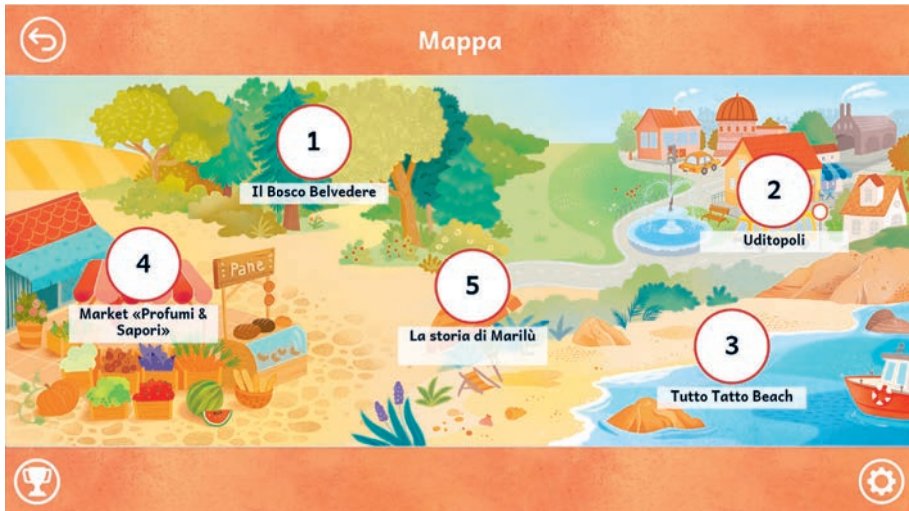 Mappa
1
Il Bosco Belvedere
2
Uditopoli
4
Pane
Market «Profumi &
Sapori»
5
La storia di Marilù
3
Tutto Tatto Beach